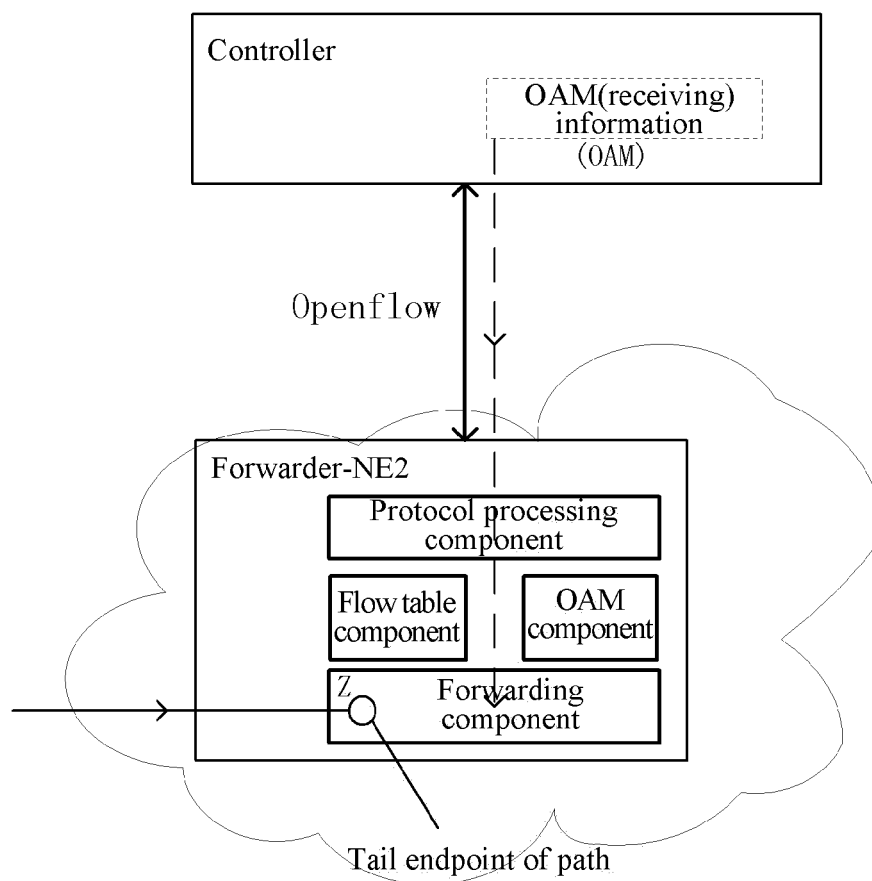 Controller
OAM(receiving)
information
(OAM)
Openflow
Forwarder-NE2
Protocol processing
component
Flow table
component
OAM
component
Z
Forwarding
component
Tail endpoint of path